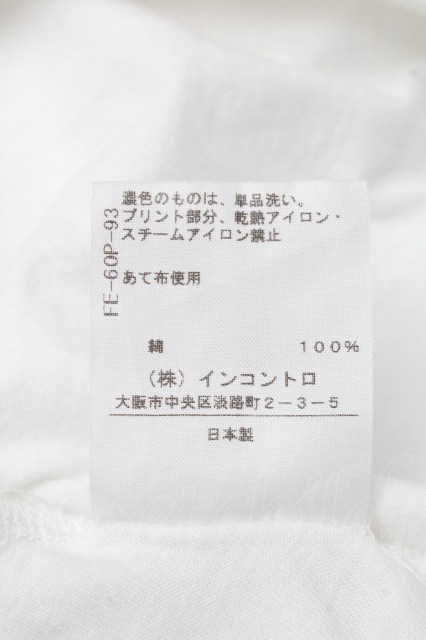 濃色のものは、単品洗い。
プリント部分、乾熱アイロン・
スチームアイロン禁止
あて布使用
FE-60P-93
綿 100%
(株)インコントロ
大阪市中央区淡路町2-3-5
日本製